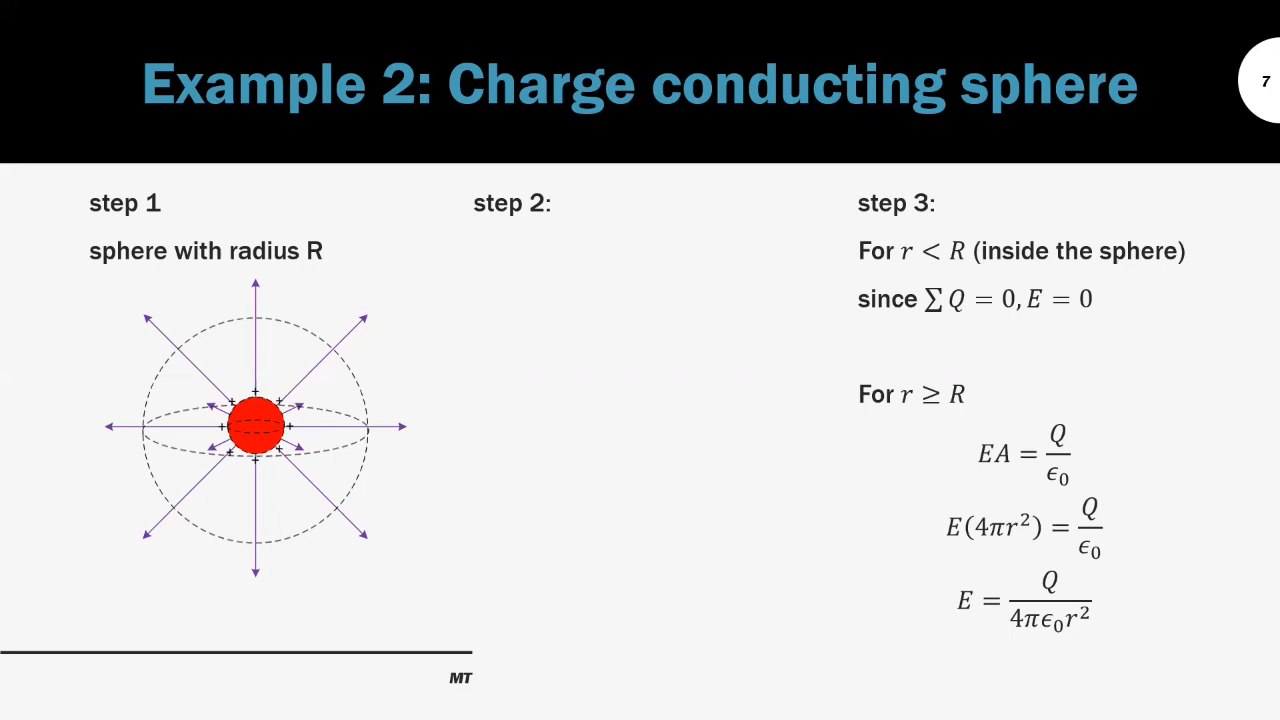 Example 2: Charge conducting sphere
7
step 1
sphere with radius R
+
+ +
+ +
+ +
+
step 2:
step 3:
For r < R (inside the sphere)
since ∑ Q = 0, E = 0
For r ≥ R
EA = Q/ϵ₀
E(4πr²) = Q/ϵ₀
E = Q/4πϵ₀r²
MT